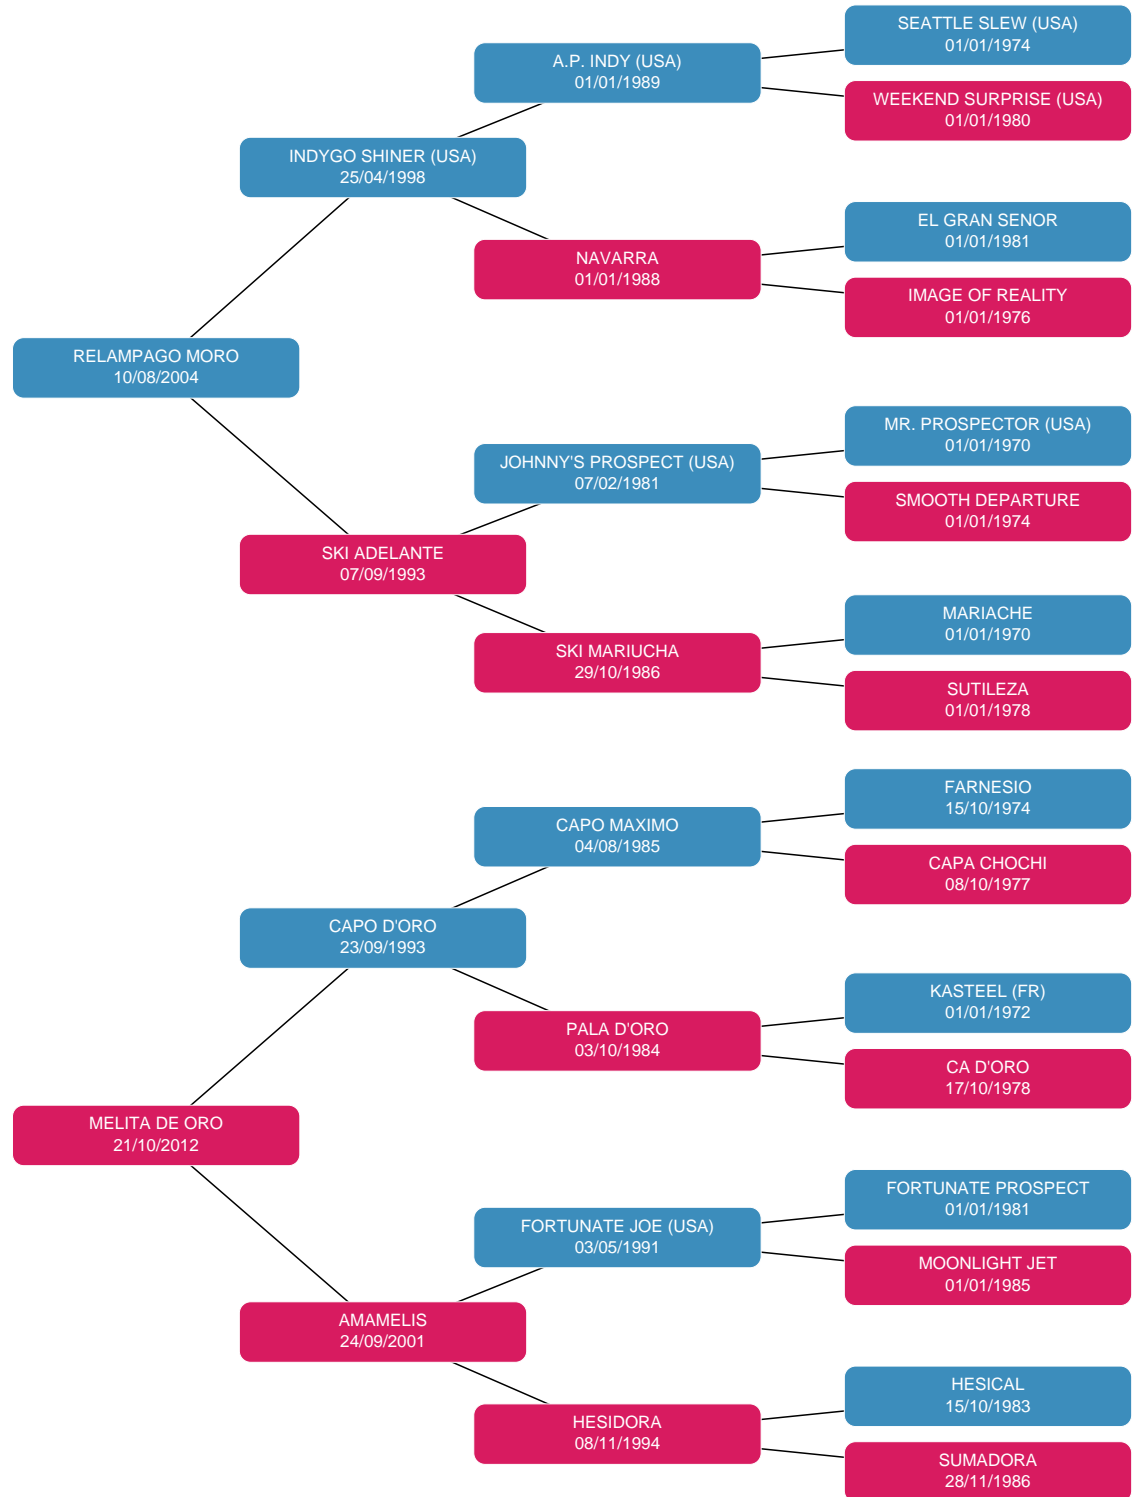 SEATTLE SLEW (USA)
01/01/1974
A.P. INDY (USA)
01/01/1989
WEEKEND SURPRISE (USA)
01/01/1980
INDYGO SHINER (USA)
25/04/1998
EL GRAN SENOR
01/01/1981
NAVARRA
01/01/1988
IMAGE OF REALITY
01/01/1976
RELAMPAGO MORO
10/08/2004
MR. PROSPECTOR (USA)
01/01/1970
JOHNNY'S PROSPECT (USA)
07/02/1981
SMOOTH DEPARTURE
01/01/1974
SKI ADELANTE
07/09/1993
MARIACHE
01/01/1970
SKI MARIUCHA
29/10/1986
SUTILEZA
01/01/1978
FARNESIO
15/10/1974
CAPO MAXIMO
04/08/1985
CAPA CHOCHI
08/10/1977
CAPO D'ORO
23/09/1993
KASTEEL (FR)
01/01/1972
PALA D'ORO
03/10/1984
CA D'ORO
17/10/1978
MELITA DE ORO
21/10/2012
FORTUNATE PROSPECT
01/01/1981
FORTUNATE JOE (USA)
03/05/1991
MOONLIGHT JET
01/01/1985
AMAMELIS
24/09/2001
HESICAL
15/10/1983
HESIDORA
08/11/1994
SUMADORA
28/11/1986